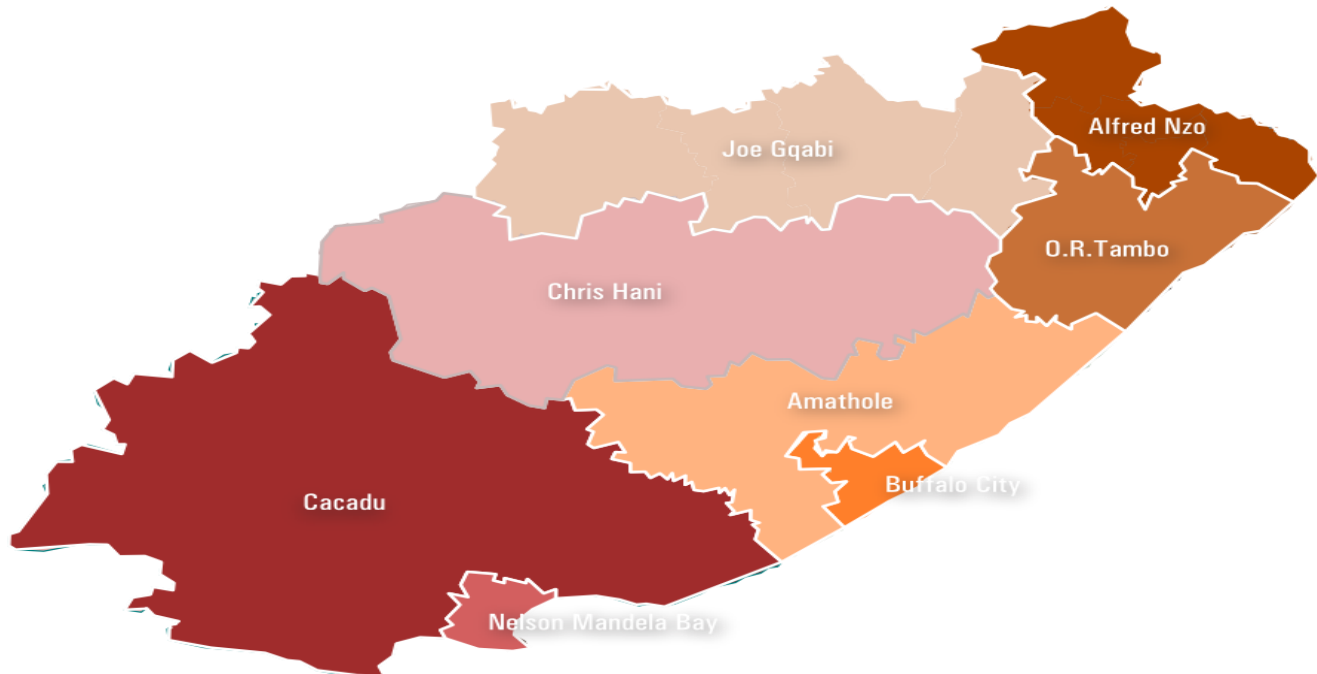 Alfred Nzo
Joe Gqabi
O.R.Tambo
Chris Hani
Amathole
Buffalo City
Cacadu
Nelson Mandela Bay